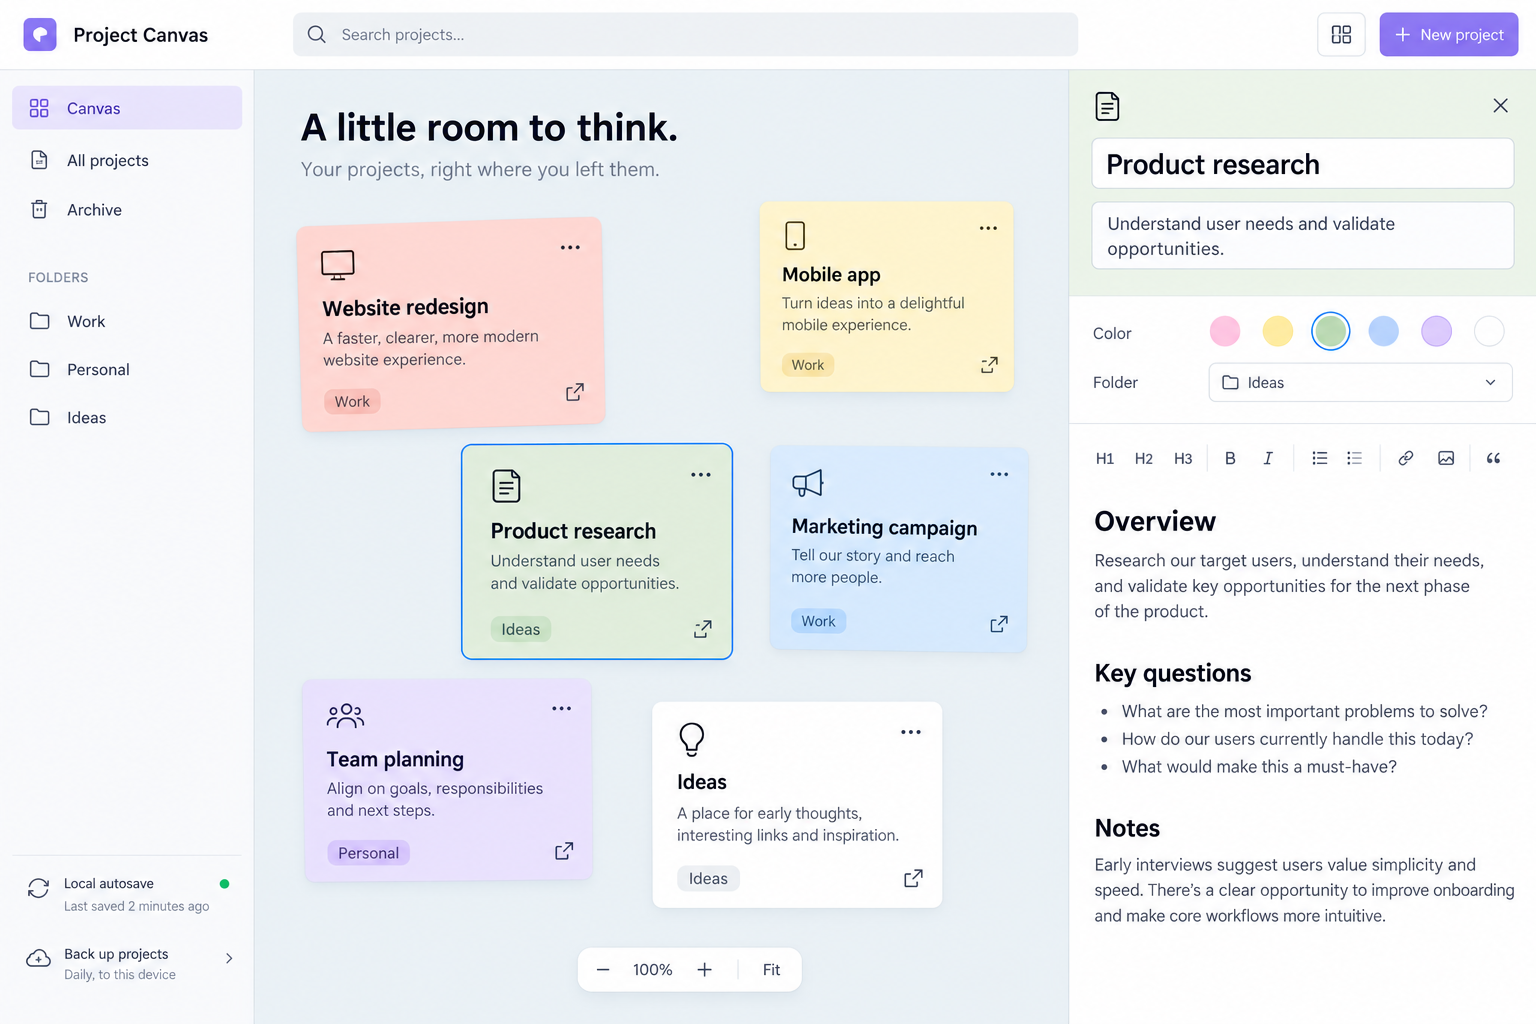 Project Canvas
Search projects...
New project
Canvas
All projects
Archive
FOLDERS
Work
Personal
Ideas
Local autosave
Last saved 2 minutes ago
Back up projects
Daily, to this device
A little room to think.
Your projects, right where you left them.
Website redesign
A faster, clearer, more modern
website experience.
Work
Mobile app
Turn ideas into a delightful
mobile experience.
Work
Product research
Understand user needs
and validate opportunities.
Ideas
Marketing campaign
Tell our story and reach
more people.
Work
Team planning
Align on goals, responsibilities
and next steps.
Personal
Ideas
A place for early thoughts,
interesting links and inspiration.
Ideas
100%
Fit
Product research
Understand user needs and validate
opportunities.
Color
Folder
Ideas
H1 H2 H3 B I
Overview
Research our target users, understand their needs,
and validate key opportunities for the next phase
of the product.
Key questions
• What are the most important problems to solve?
• How do our users currently handle this today?
• What would make this a must-have?
Notes
Early interviews suggest users value simplicity and
speed. There's a clear opportunity to improve onboarding
and make core workflows more intuitive.